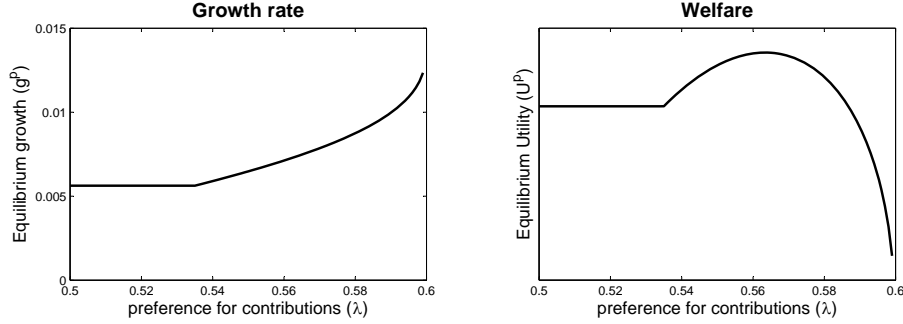 Growth rate
0.015
0.01
0.005
0
Equilibrium growth (gᵖ)
0.5 0.52 0.54 0.56 0.58 0.6
preference for contributions (λ)
Welfare
Equilibrium Utility (Uᵖ)
0.5 0.52 0.54 0.56 0.58 0.6
preference for contributions (λ)